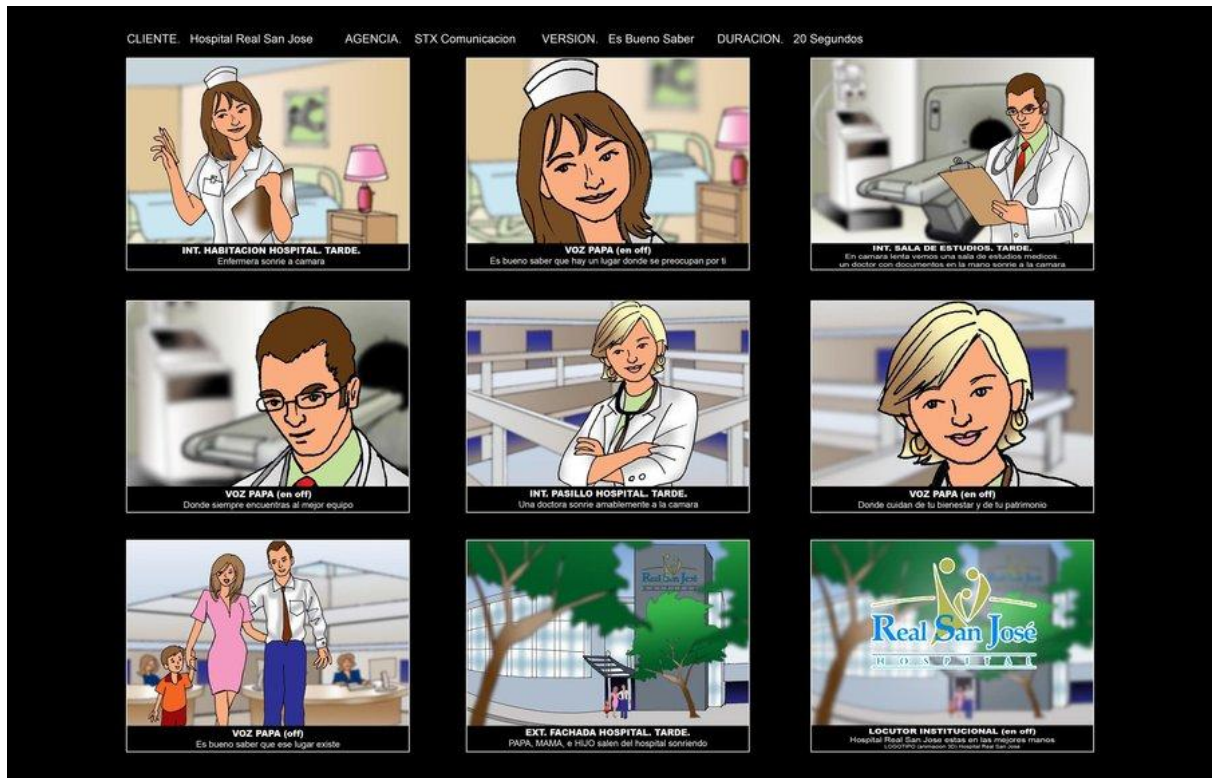 CLIENTE. Hospital Real San Jose AGENCIA. STX Comunicacion VERSION. Es Bueno Saber DURACION. 20 Segundos
INT. HABITACION HOSPITAL. TARDE.
Enfermera sonrie a camara
VOZ PAPA (en off)
Es bueno saber que hay un lugar donde se preocupan por ti
INT. SALA DE ESTUDIOS. TARDE.
En camara lenta vemos una sala de estudios medicos.
un doctor con documentos en la mano sonrie a la camara
VOZ PAPA (en off)
Donde siempre encuentras al mejor equipo
INT. PASILLO HOSPITAL. TARDE.
Una doctora sonrie amablemente a la camara
VOZ PAPA (en off)
Donde cuidan de tu bienestar y de tu patrimonio
VOZ PAPA (off)
Es bueno saber que ese lugar existe
Real San José
HOSPITAL
EXT. FACHADA HOSPITAL. TARDE.
PAPA, MAMA, e HIJO salen del hospital sonriendo
Real San José
HOSPITAL
LOCUTOR INSTITUCIONAL (en off)
Hospital Real San Jose estas en las mejores manos
LOGOTIPO (animacion 3D) Hospital Real San Jose